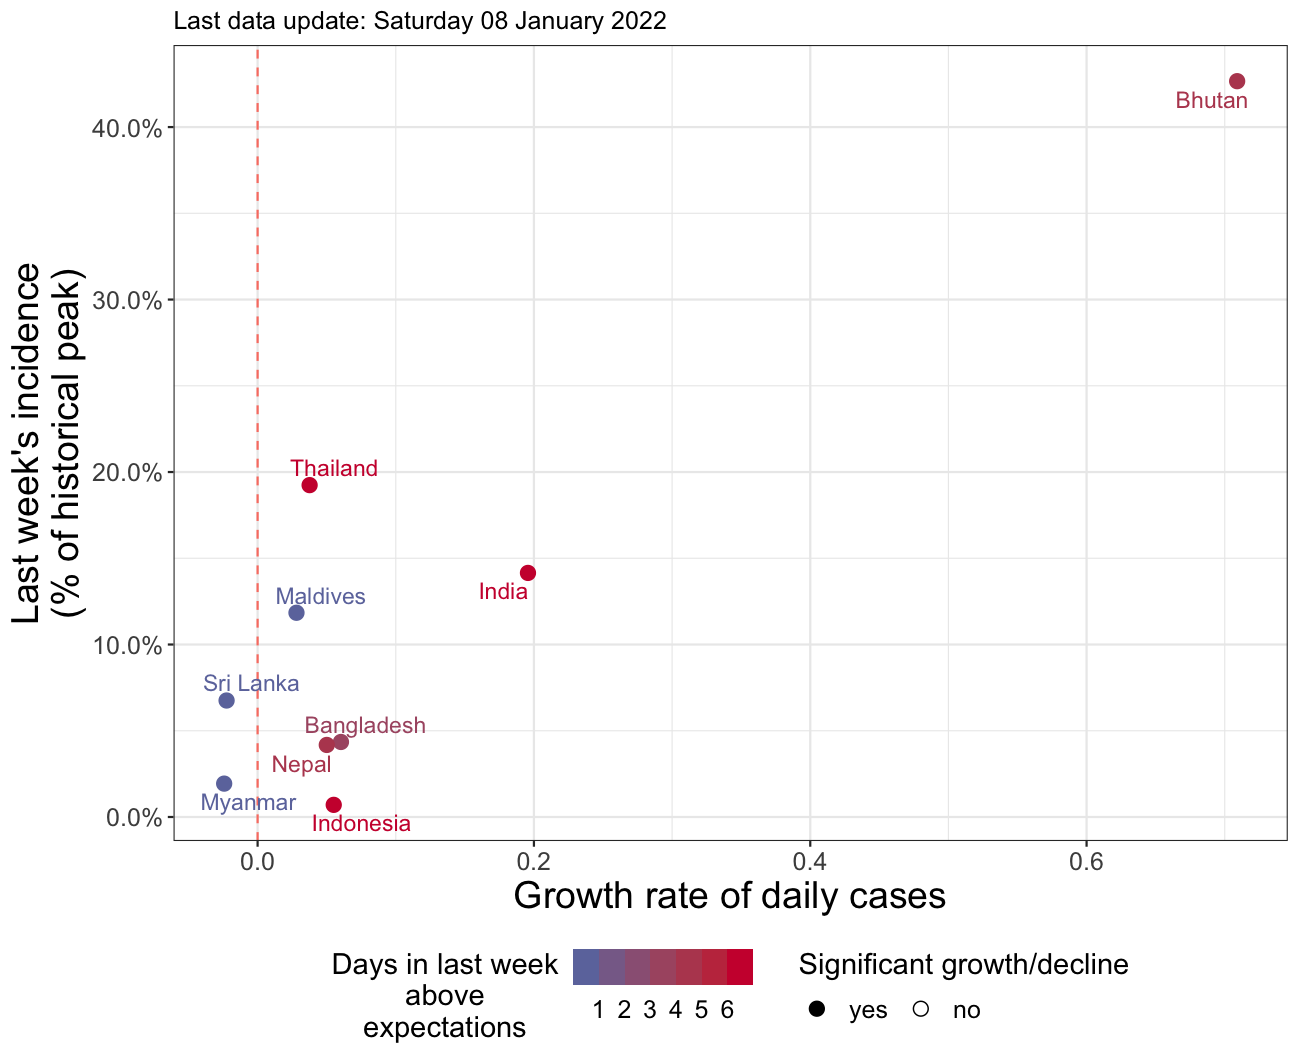 Last data update: Saturday 08 January 2022
Last week's incidence
(% of historical peak)
40.0%
30.0%
20.0%
10.0%
0.0%
Bhutan
Thailand
India
Maldives
Sri Lanka
Bangladesh
Nepal
Myanmar
Indonesia
0.0 0.2 0.4 0.6
Growth rate of daily cases
Days in last week
above
expectations
1 2 3 4 5 6
Significant growth/decline
yes no